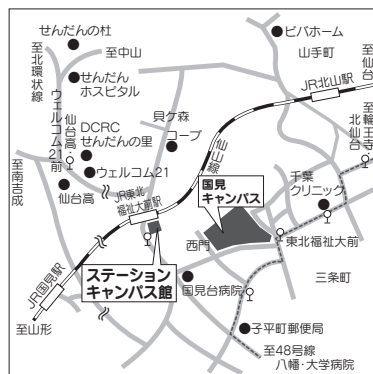 せんだんの杜
至中山
至北環状線
せんだん
ホスピタル
ウェルコム21前
仙台高・
DCRC
せんだんの里
ウェルコム21
仙台高
至南吉成
貝ケ森
コープ
仙山線
ビバホーム
山手町
JR北山駅
至仙台
至輪王寺・
北仙台
千葉
クリニック
国見
キャンパス
JR東北
福祉大前駅
西門
東北福祉大前
三条町
ステーション
キャンパス館
国見台病院
JR国見駅
至山形
子平町郵便局
至48号線
八幡・大学病院